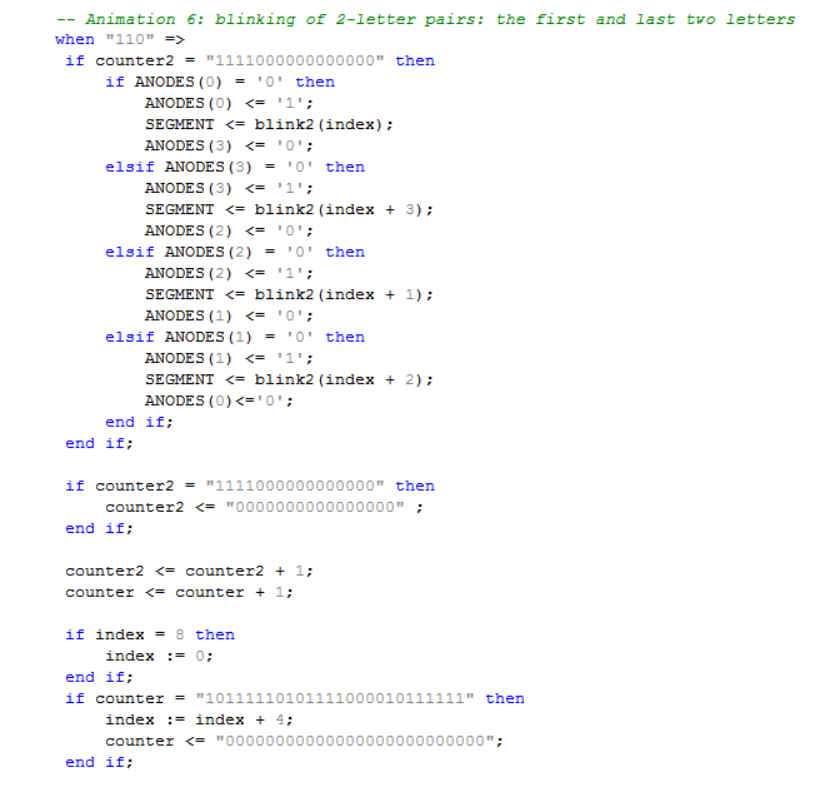 -- Animation 6: blinking of 2-letter pairs: the first and last two letters
when "110" =>
if counter2 = "1111000000000000" then
if ANODES(0) = '0' then
ANODES(0) <= '1';
SEGMENT <= blink2(index);
ANODES(3) <= '0';
elsif ANODES(3) = '0' then
ANODES(3) <= '1';
SEGMENT <= blink2(index + 3);
ANODES(2) <= '0';
elsif ANODES(2) = '0' then
ANODES(2) <= '1';
SEGMENT <= blink2(index + 1);
ANODES(1) <= '0';
elsif ANODES(1) = '0' then
ANODES(1) <= '1';
SEGMENT <= blink2(index + 2);
ANODES(0)<='0';
end if;
end if;
if counter2 = "1111000000000000" then
counter2 <= "0000000000000000" ;
end if;
counter2 <= counter2 + 1;
counter <= counter + 1;
if index = 8 then
index := 0;
end if;
if counter = "10111110101111000010111111" then
index := index + 4;
counter <= "00000000000000000000000000";
end if;